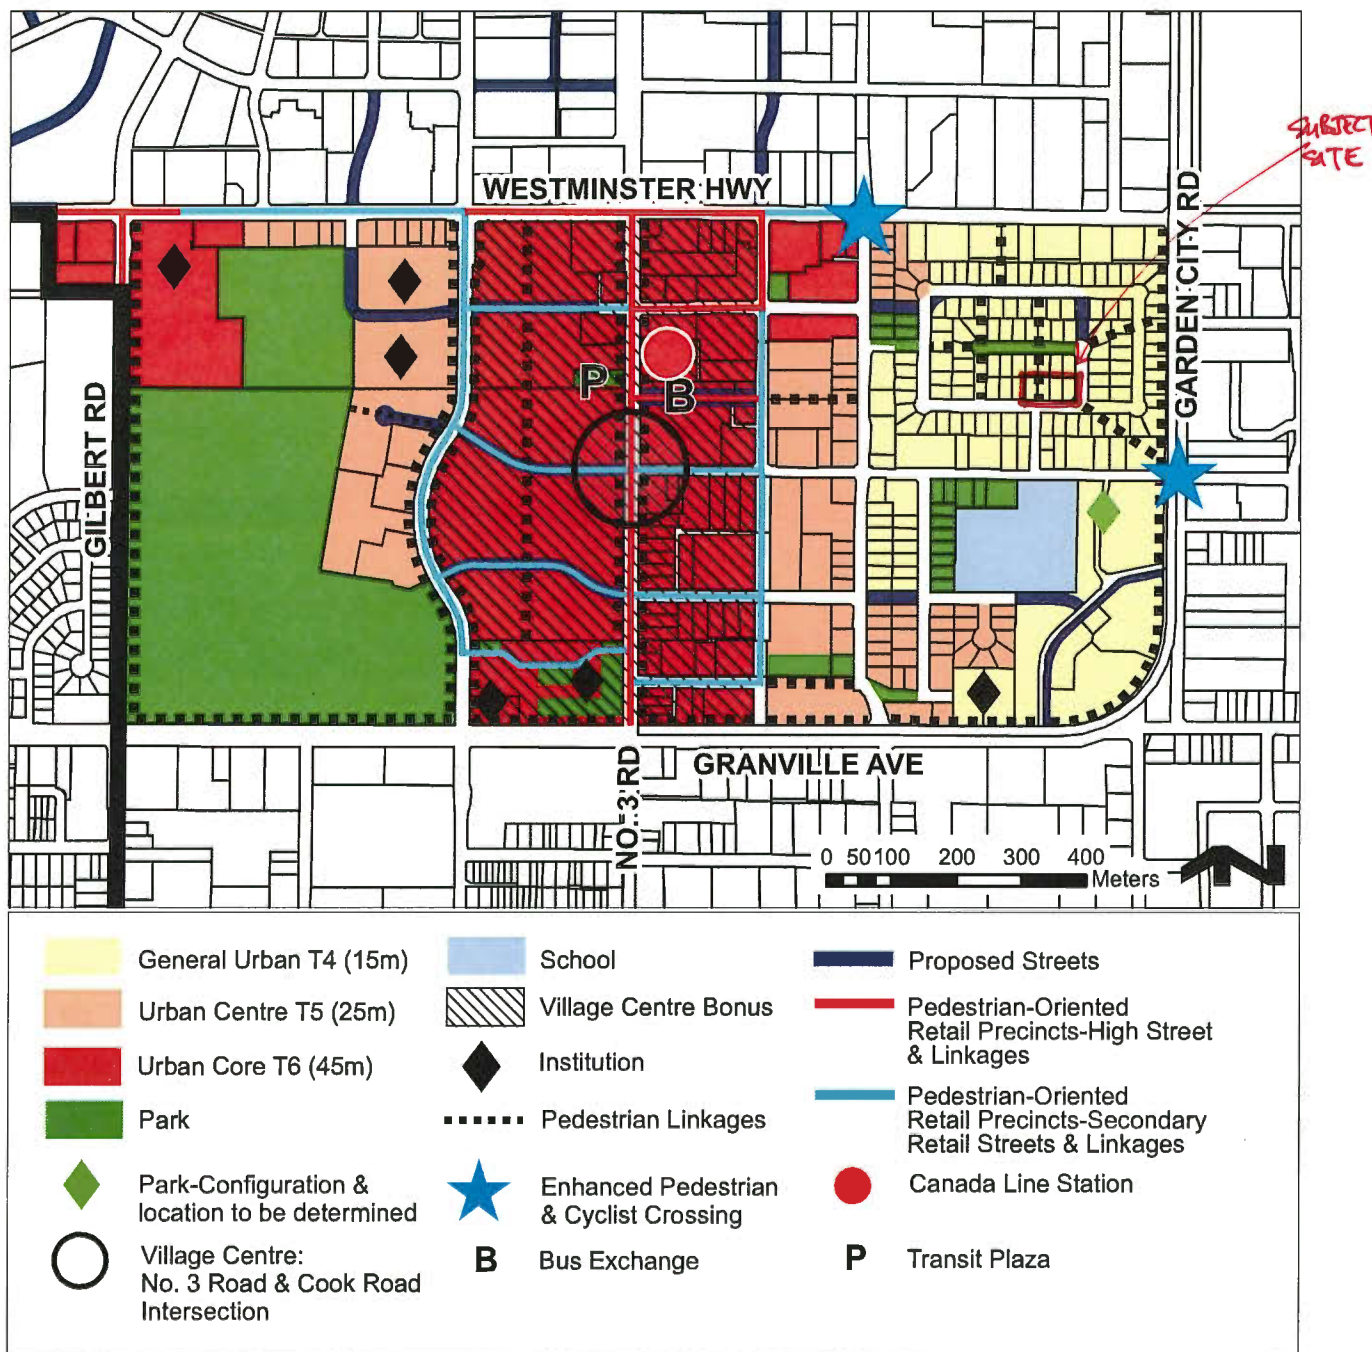 SUBJECT
SITE
WESTMINSTER HWY
GARDEN CITY RD
GILBERT RD
P
B
NO. 3 RD
GRANVILLE AVE
0 50 100 200 300 400
Meters
General Urban T4 (15m)
Urban Centre T5 (25m)
Urban Core T6 (45m)
Park
Park-Configuration &
location to be determined
Village Centre:
No. 3 Road & Cook Road
Intersection
School
Village Centre Bonus
Institution
Pedestrian Linkages
Enhanced Pedestrian
& Cyclist Crossing
B Bus Exchange
Proposed Streets
Pedestrian-Oriented
Retail Precincts-High Street
& Linkages
Pedestrian-Oriented
Retail Precincts-Secondary
Retail Streets & Linkages
Canada Line Station
P Transit Plaza